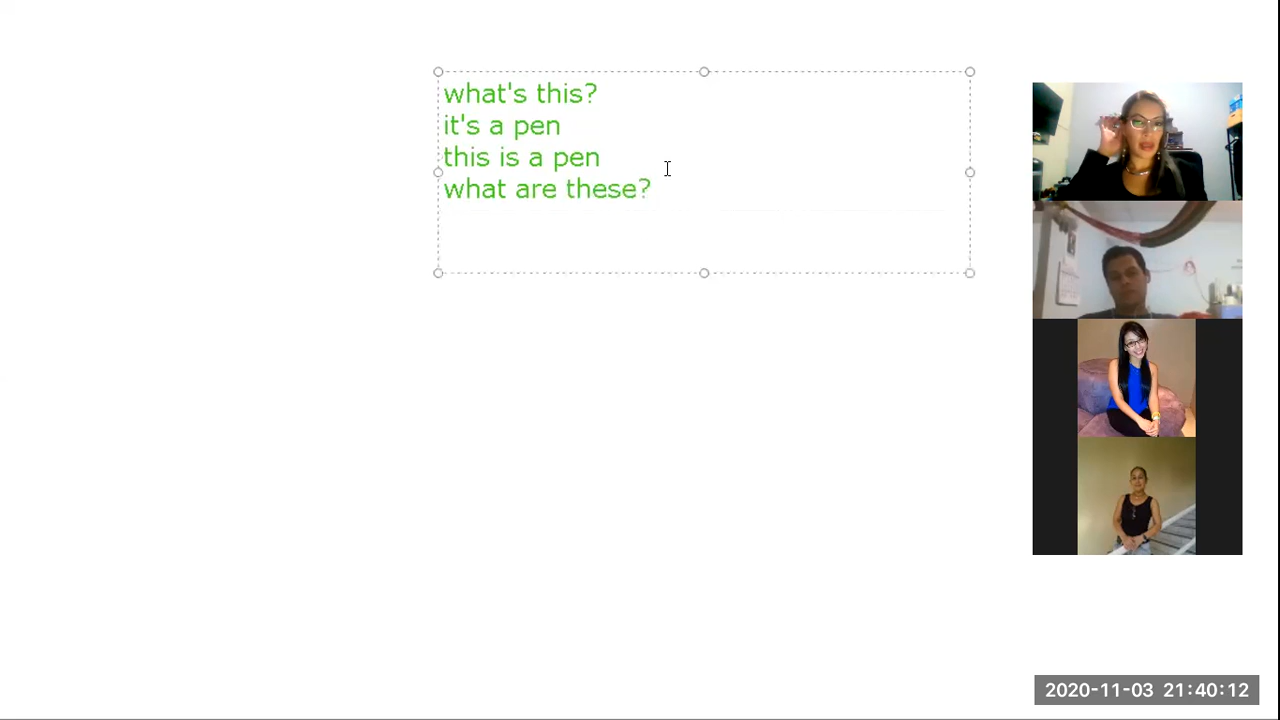 what's this?
it's a pen
this is a pen
what are these?
2020-11-03 21:40:12